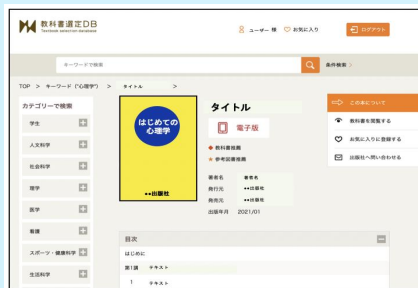 教科書選定DB
Textbook selection database
ユーザー 様
お気に入り
ログアウト
キーワードで検索
条件検索 >
TOP > キーワード ("心理学") > タイトル >
カテゴリーで検索
学生
人文科学
社会科学
理学
医学
看護
スポーツ・健康科学
生活科学
はじめての
心理学
●●出版社
タイトル
電子版
◆ 教科書推薦
★ 参考図書推薦
著者名 著者名
発行元 ●●出版社
発売元 ●●出版社
出版年月 2021/01
この本について
教科書を閲覧する
お気に入りに登録する
出版社へ問い合わせる
目次
はじめに
第1講 テキスト
1 テキスト